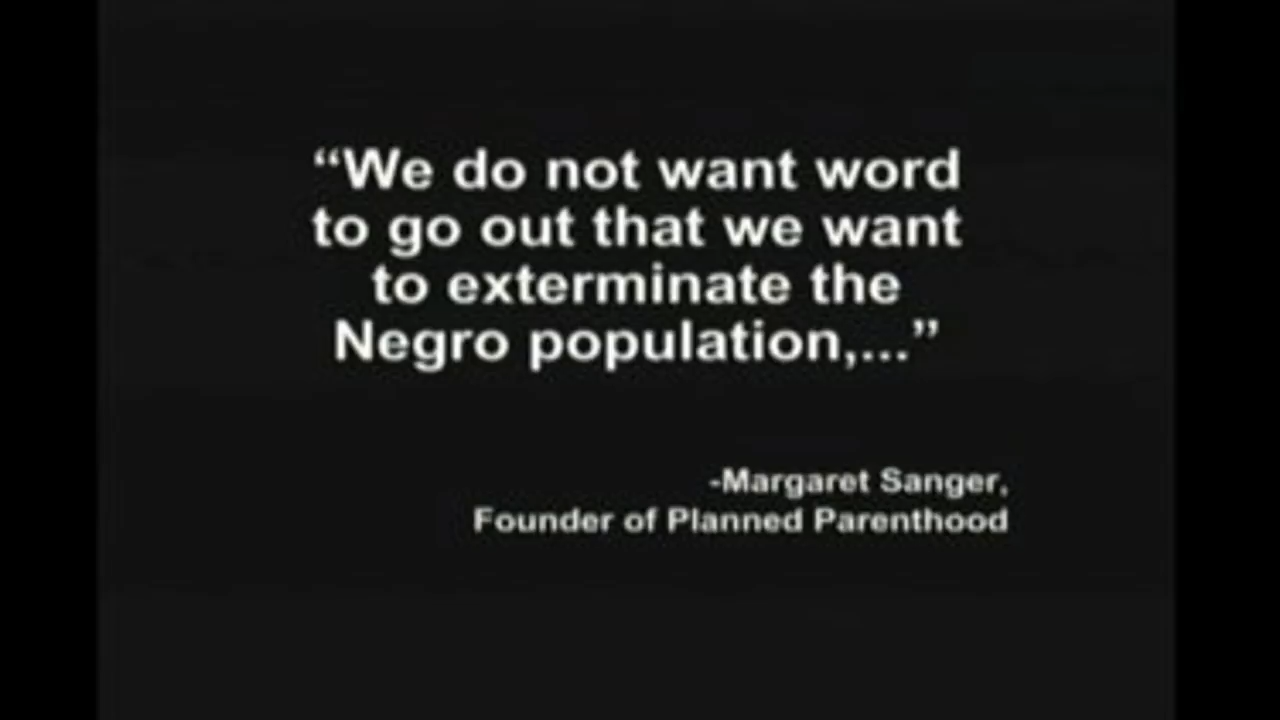 “We do not want word
to go out that we want
to exterminate the
Negro population,...”
-Margaret Sanger,
Founder of Planned Parenthood